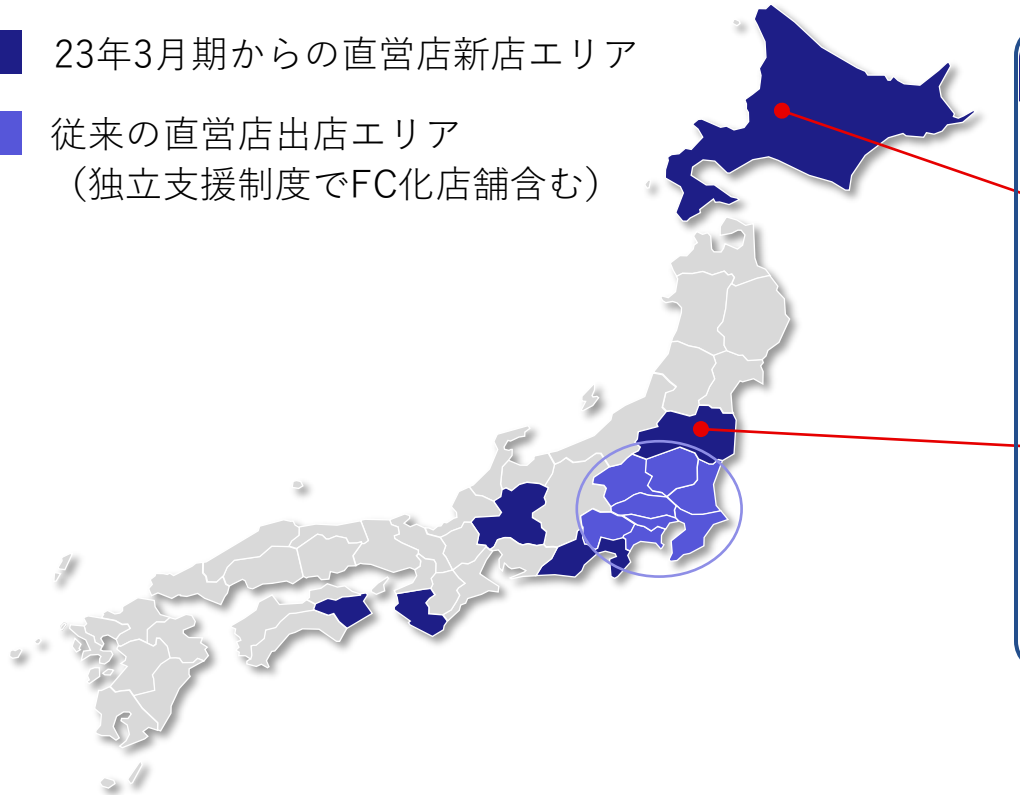 23年3月期からの直営店新店エリア
従来の直営店出店エリア
（独立支援制度でFC化店舗含む）